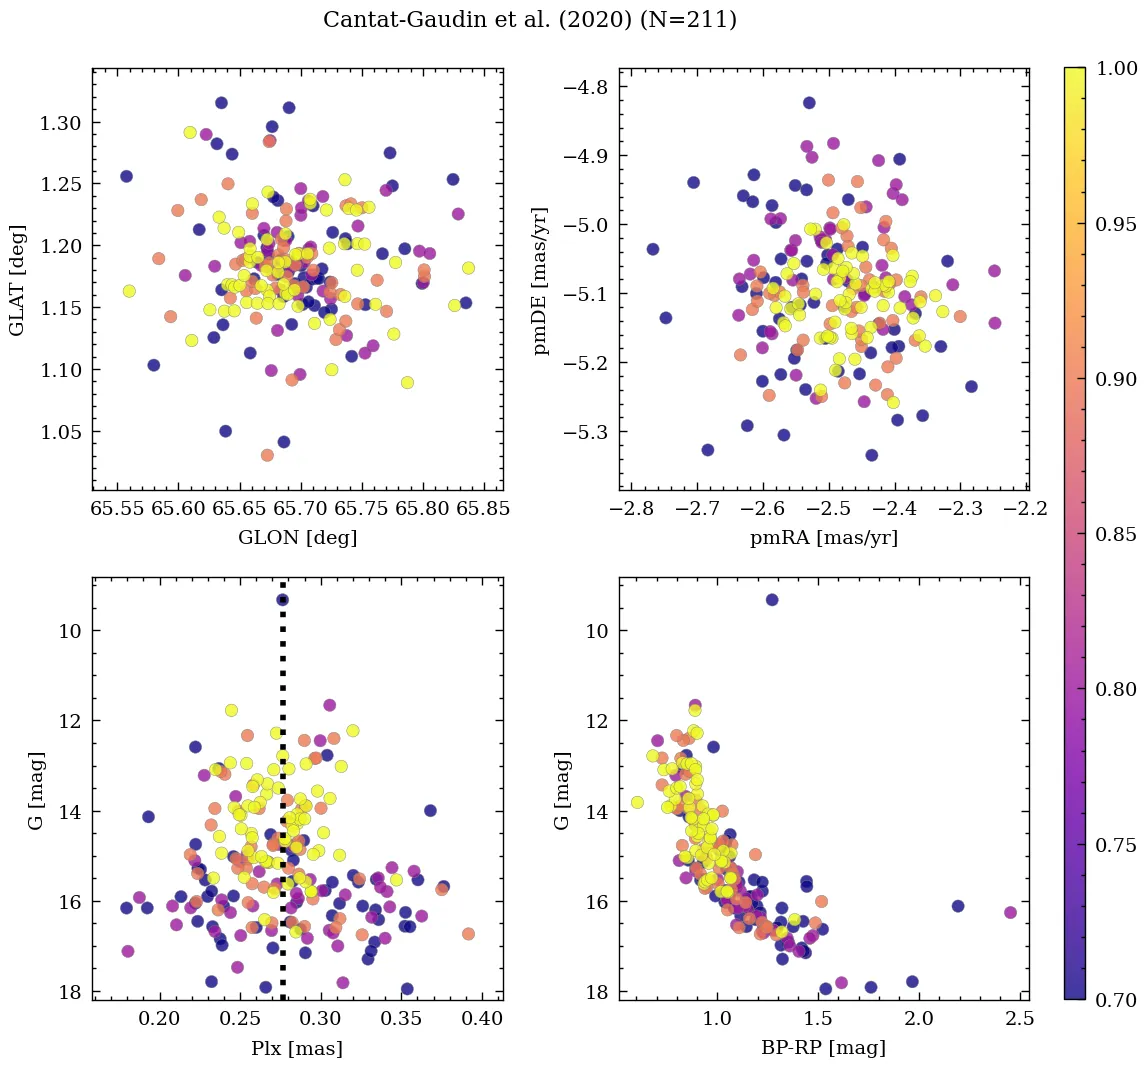 Cantat-Gaudin et al. (2020) (N=211)
1.30
1.25
1.20
1.15
1.10
1.05
GLAT [deg]
65.55 65.60 65.65 65.70 65.75 65.80 65.85
GLON [deg]
−4.8
−4.9
−5.0
−5.1
−5.2
−5.3
pmDE [mas/yr]
−2.8 −2.7 −2.6 −2.5 −2.4 −2.3 −2.2
pmRA [mas/yr]
10
12
14
16
18
G [mag]
0.20 0.25 0.30 0.35 0.40
Plx [mas]
10
12
14
16
18
G [mag]
1.0 1.5 2.0 2.5
BP-RP [mag]
1.00
0.95
0.90
0.85
0.80
0.75
0.70